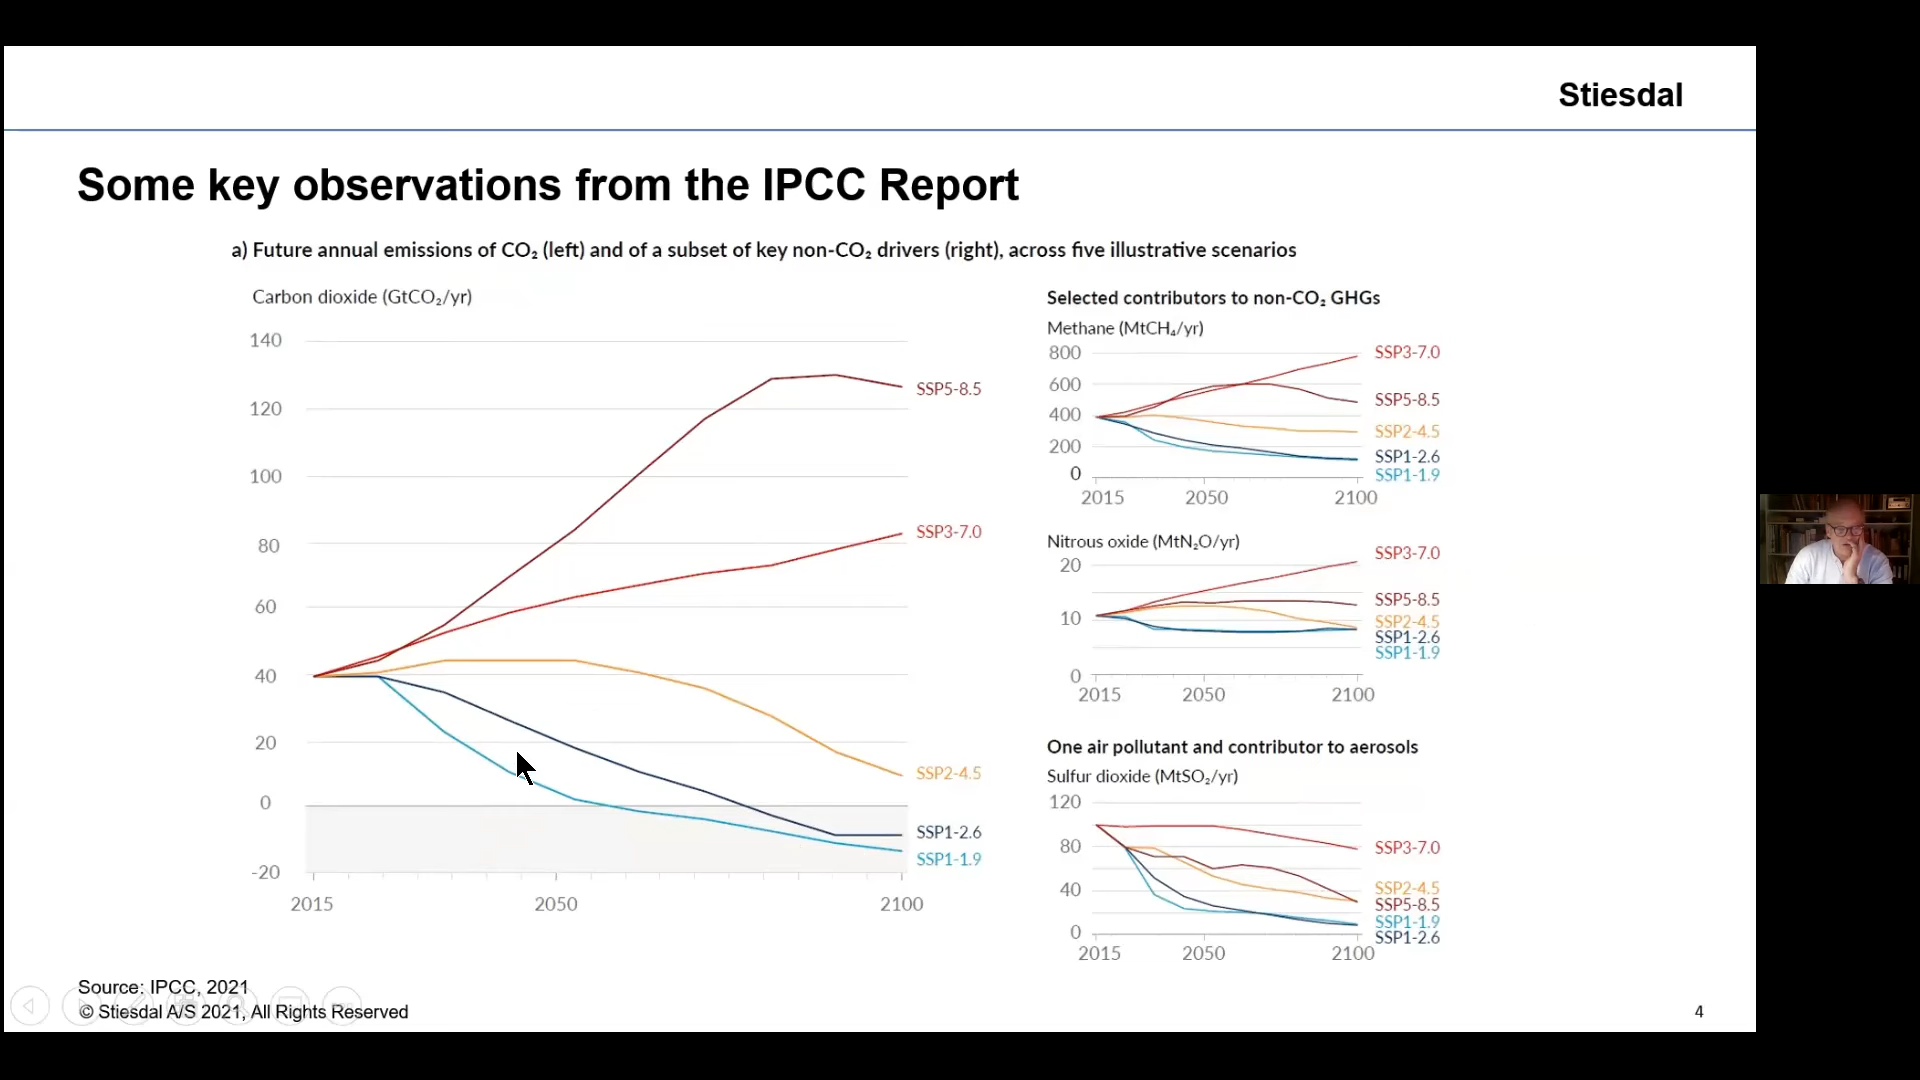 Stiesdal
Some key observations from the IPCC Report
a) Future annual emissions of CO₂ (left) and of a subset of key non-CO₂ drivers (right), across five illustrative scenarios
Carbon dioxide (GtCO₂/yr)
140
120
100
80
60
40
20
0
-20
2015
2050
2100
SSP5-8.5
SSP3-7.0
SSP2-4.5
SSP1-2.6
SSP1-1.9
Selected contributors to non-CO₂ GHGs
Methane (MtCH₄/yr)
800
600
400
200
0
2015
2050
2100
SSP3-7.0
SSP5-8.5
SSP2-4.5
SSP1-2.6
SSP1-1.9
Nitrous oxide (MtN₂O/yr)
20
10
0
2015
2050
2100
SSP3-7.0
SSP5-8.5
SSP2-4.5
SSP1-2.6
SSP1-1.9
One air pollutant and contributor to aerosols
Sulfur dioxide (MtSO₂/yr)
120
80
40
0
2015
2050
2100
SSP3-7.0
SSP2-4.5
SSP5-8.5
SSP1-1.9
SSP1-2.6
Source: IPCC, 2021
© Stiesdal A/S 2021, All Rights Reserved
4